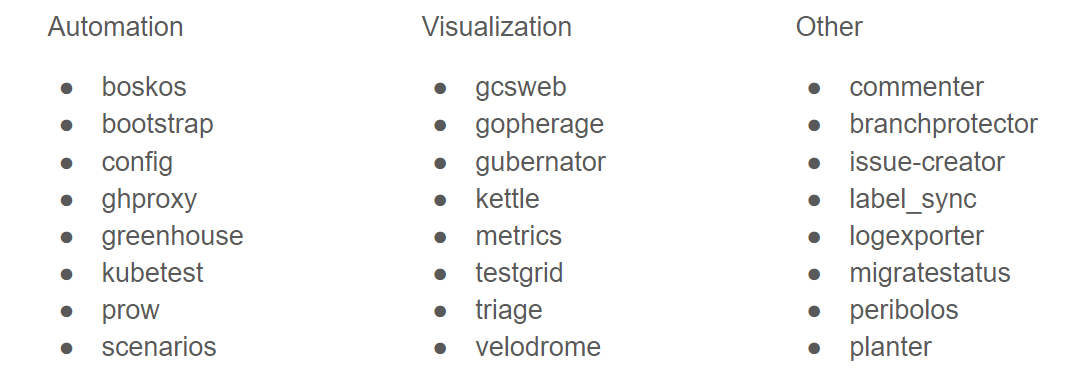 Automation
● boskos
● bootstrap
● config
● ghproxy
● greenhouse
● kubetest
● prow
● scenarios
Visualization
● gcsweb
● gopherage
● gubernator
● kettle
● metrics
● testgrid
● triage
● velodrome
Other
● commenter
● branchprotector
● issue-creator
● label_sync
● logexporter
● migratestatus
● peribolos
● planter